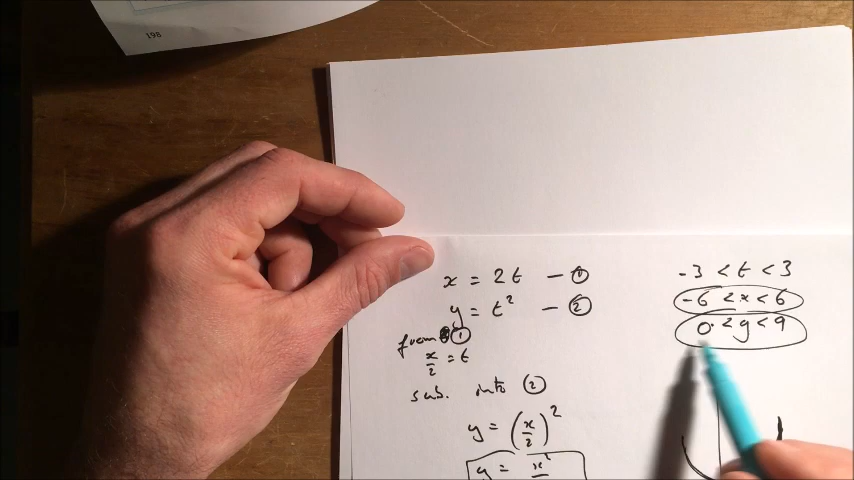 198
x = 2t — ①
y = t² — ②
from ①
x/2 = t
sub. into ②
y = (x/2)²
y = x²
-3 < t < 3
-6 < x < 6
0 < y < 9